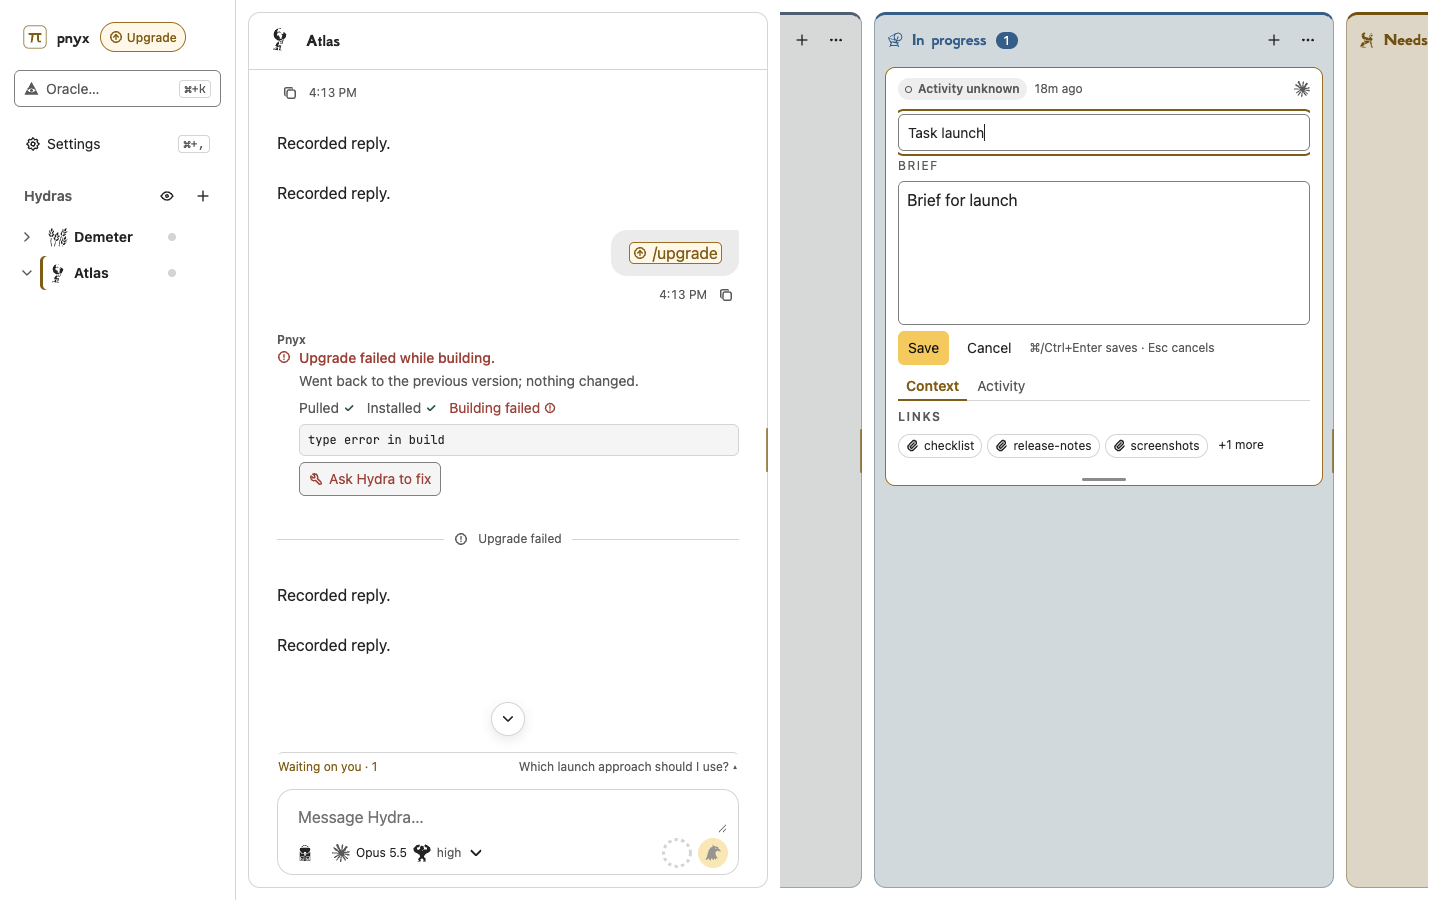 pnyx
Upgrade
Oracle...
⌘+K
Settings
⌘+,
Hydras
Demeter
Atlas
Atlas
4:13 PM
Recorded reply.
Recorded reply.
/upgrade
4:13 PM
Pnyx
Upgrade failed while building.
Went back to the previous version; nothing changed.
Pulled ✓ Installed ✓ Building failed
type error in build
Ask Hydra to fix
Upgrade failed
Recorded reply.
Recorded reply.
Waiting on you · 1
Which launch approach should I use?
Message Hydra...
Opus 5.5 high
In progress 1
Activity unknown 18m ago
Task launch
BRIEF
Brief for launch
Save Cancel ⌘/Ctrl+Enter saves · Esc cancels
Context Activity
LINKS
checklist release-notes screenshots +1 more
Needs